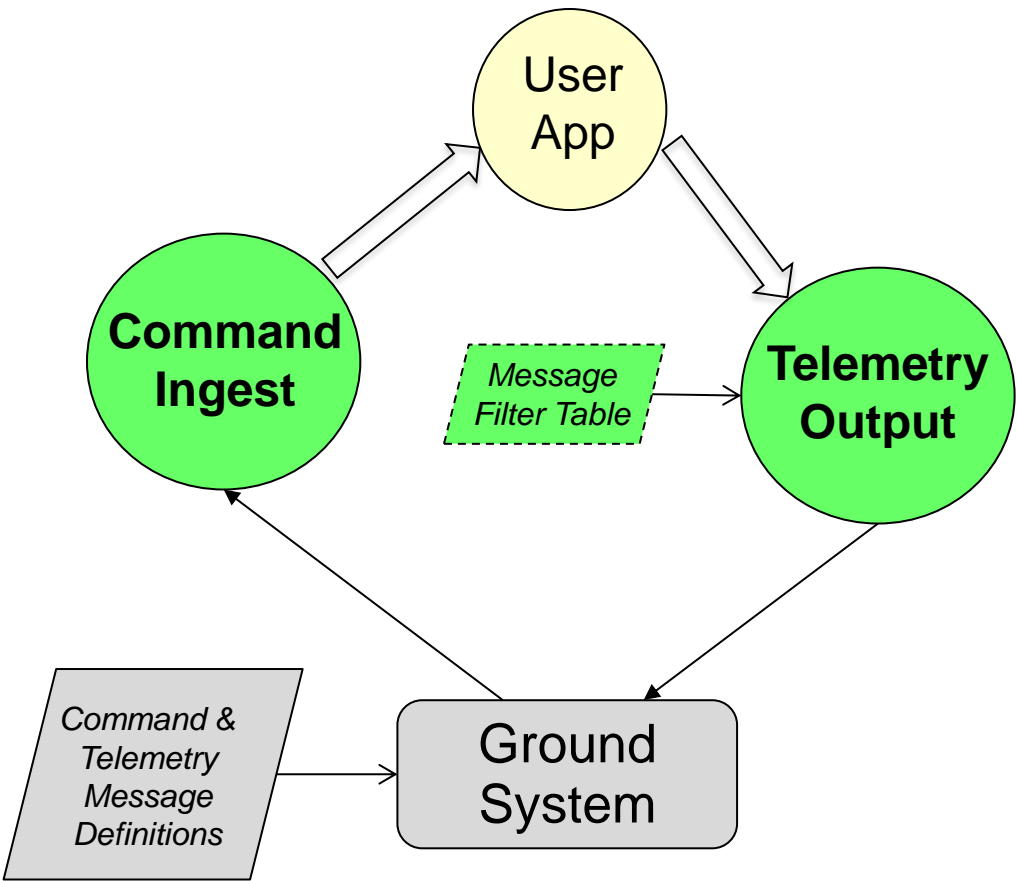 User
App
Command
Ingest
Message
Filter Table
Telemetry
Output
Command &
Telemetry
Message
Definitions
Ground
System